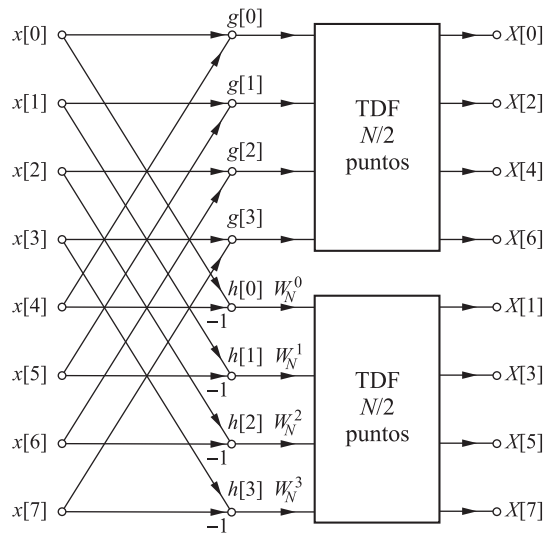 x[0] g[0] X[0]
x[1] g[1] X[2]
x[2] g[2] X[4]
x[3] g[3] X[6]
TDF
N/2
puntos
x[4] h[0] W_N^0 X[1]
-1
x[5] h[1] W_N^1 X[3]
-1
x[6] h[2] W_N^2 X[5]
-1
x[7] h[3] W_N^3 X[7]
-1
TDF
N/2
puntos